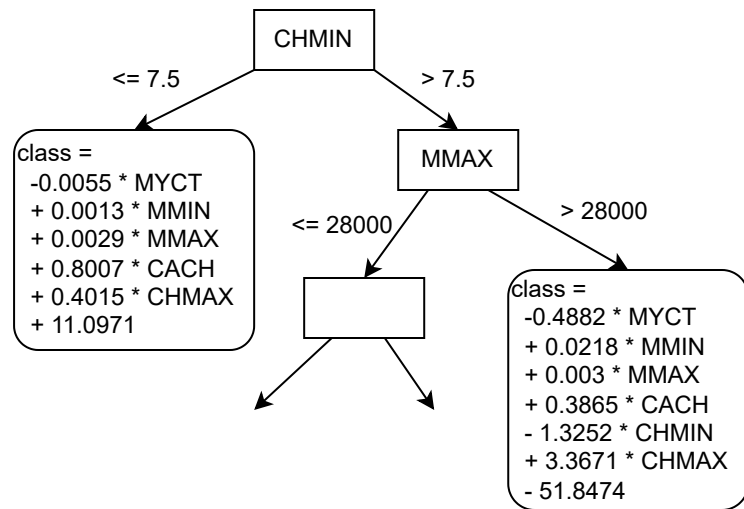 CHMIN
<= 7.5
> 7.5
class =
-0.0055 * MYCT
+ 0.0013 * MMIN
+ 0.0029 * MMAX
+ 0.8007 * CACH
+ 0.4015 * CHMAX
+ 11.0971
MMAX
<= 28000
> 28000
class =
-0.4882 * MYCT
+ 0.0218 * MMIN
+ 0.003 * MMAX
+ 0.3865 * CACH
- 1.3252 * CHMIN
+ 3.3671 * CHMAX
- 51.8474